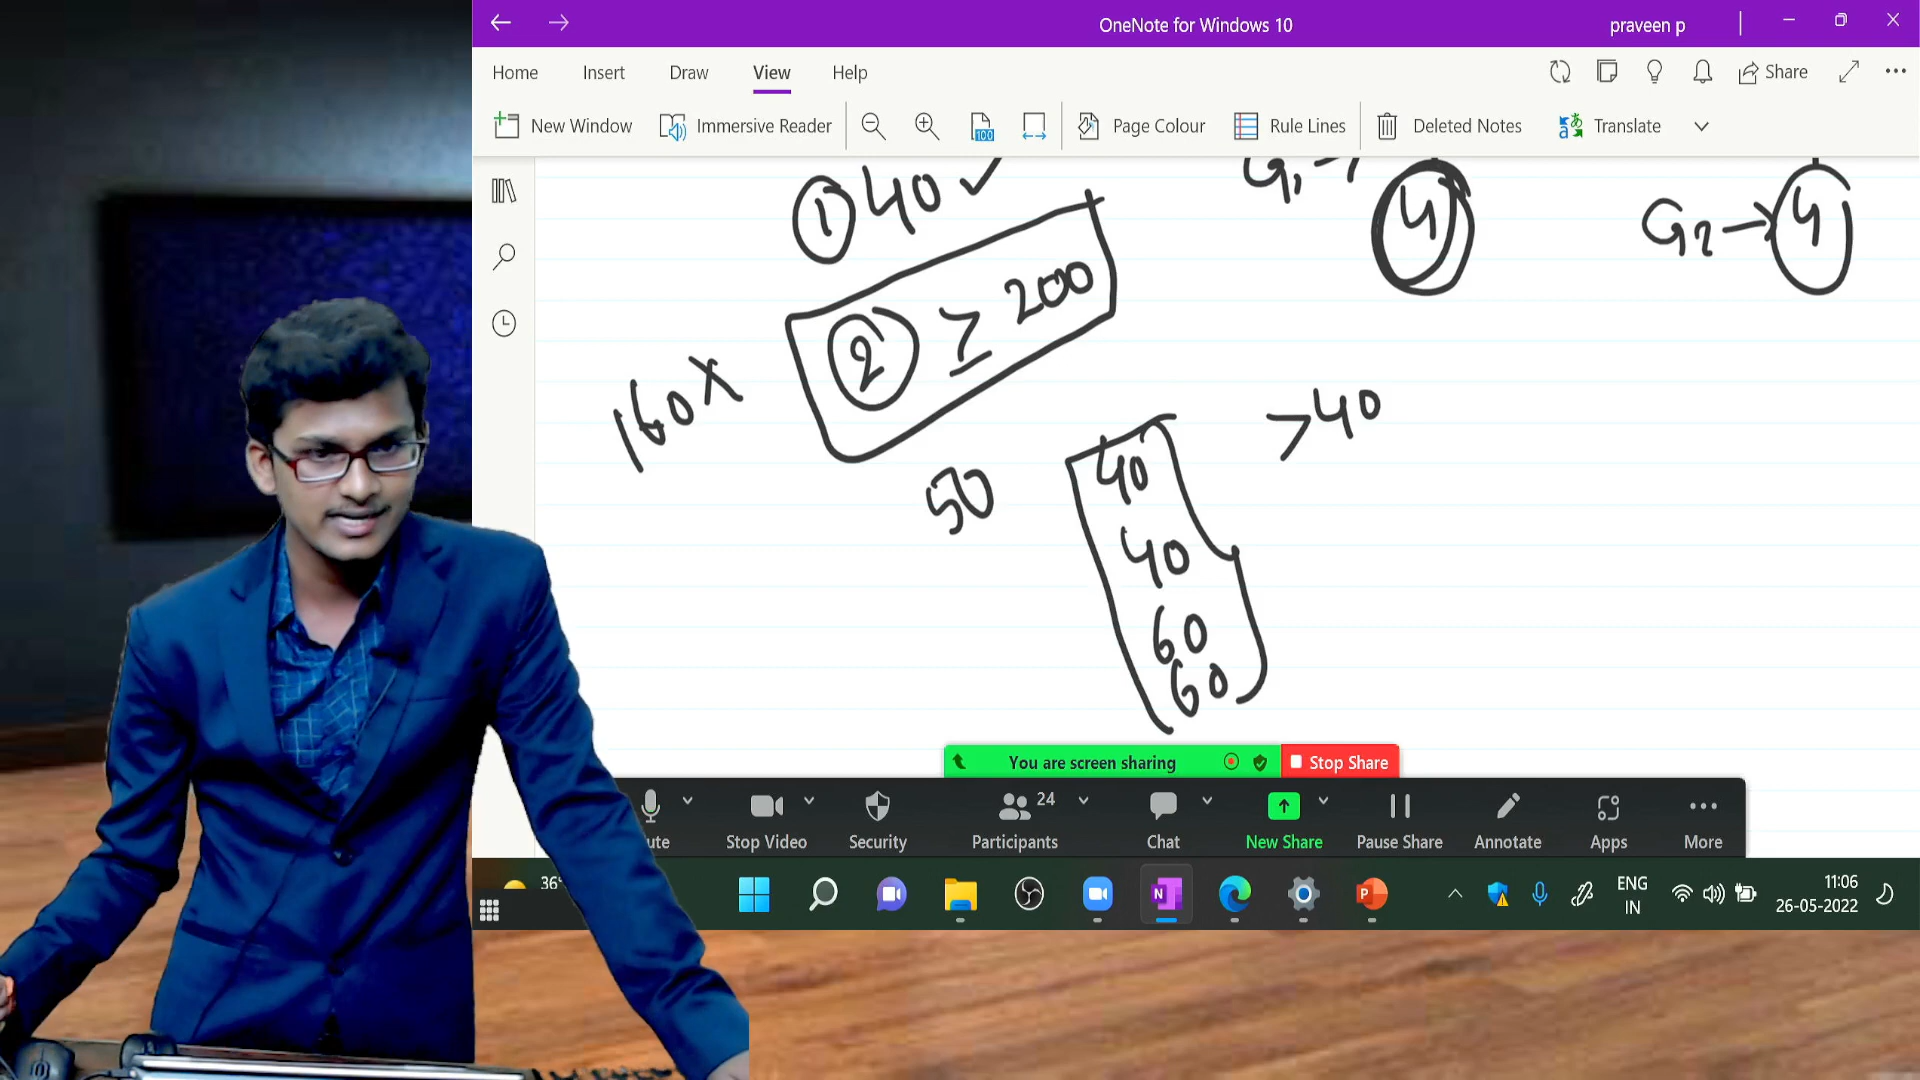 OneNote for Windows 10
praveen p
Home Insert Draw View Help
Share
New Window Immersive Reader 100 Page Colour Rule Lines Deleted Notes Translate
① 40 ✓
G₁ →
4
G₂ → 4
② ≥ 200
160 X
> 40
50
40
40
60
60
You are screen sharing Stop Share
24
ute Stop Video Security Participants Chat New Share Pause Share Annotate Apps More
36°
N
P
ENG
IN
11:06
26-05-2022